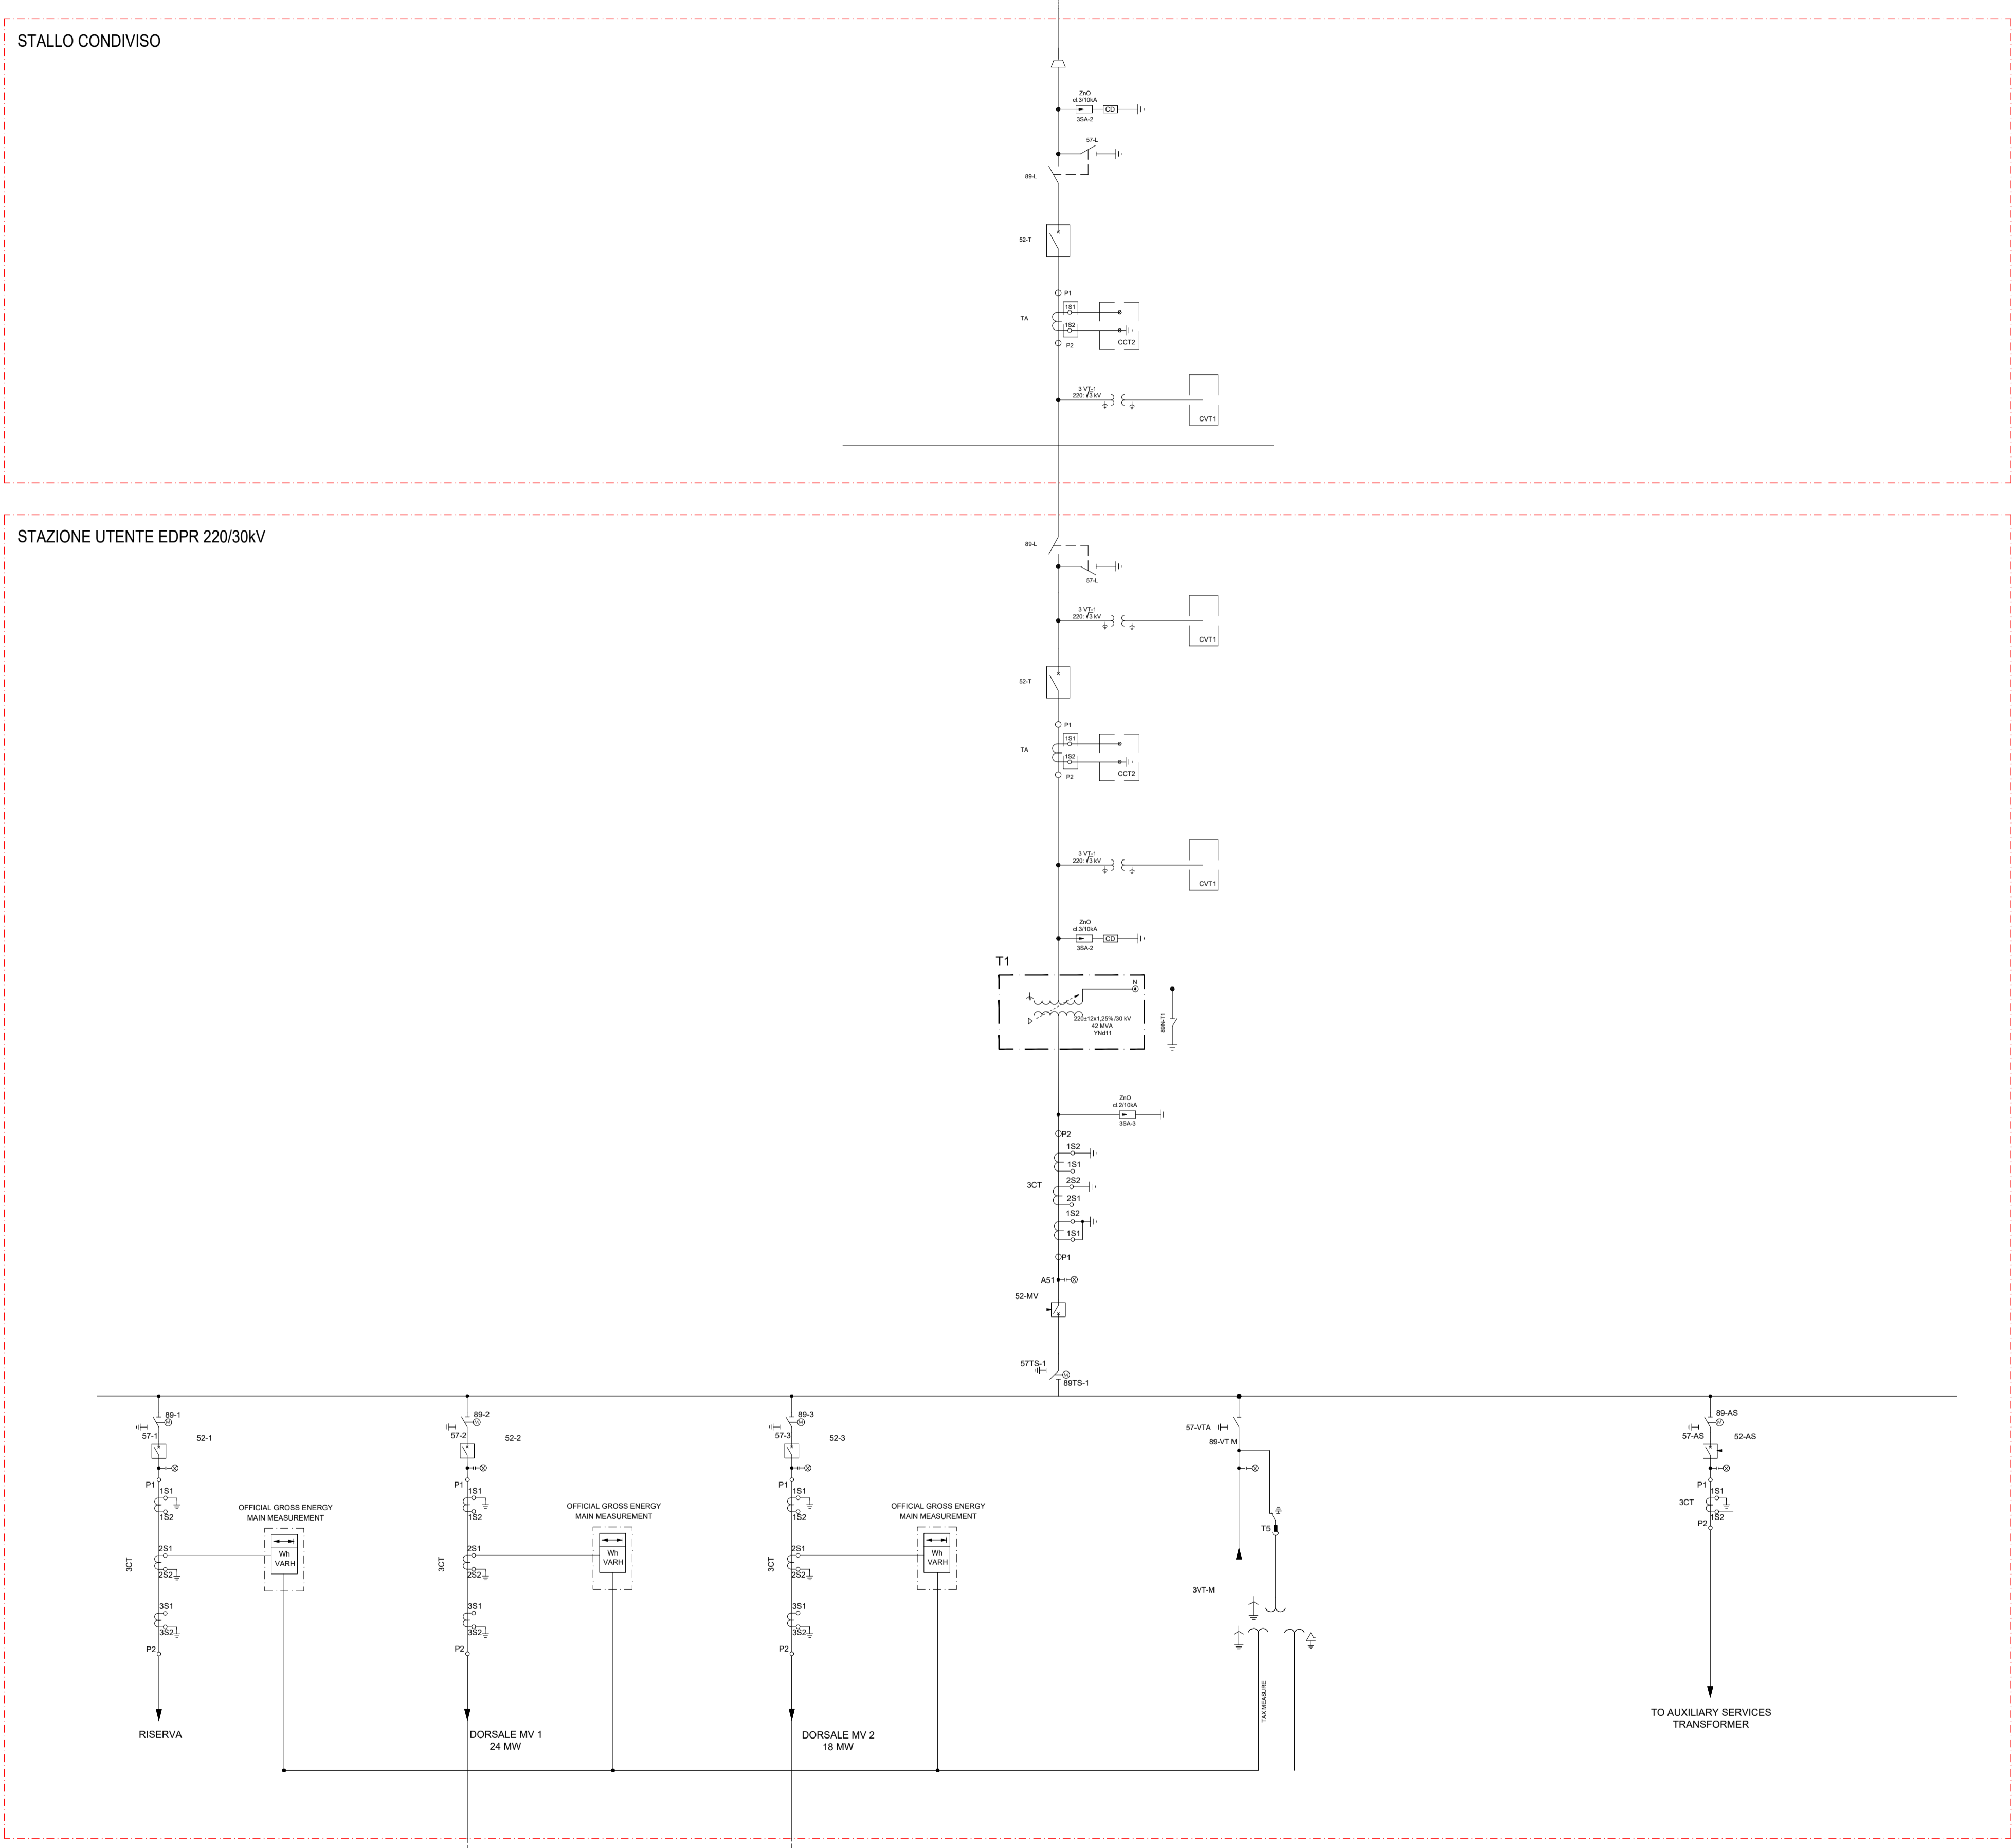 STALLO CONDIVISO
ZnO
cl.3/10kA
CD
3SA-2
57-L
89-L
52-T
P1
1S1
TA
1S2
CCT2
P2
3 VT-1
220: √3 kV
CVT1
STAZIONE UTENTE EDPR 220/30kV
89-L
57-L
3 VT-1
220: √3 kV
CVT1
52-T
P1
1S1
TA
1S2
CCT2
P2
3 VT-1
220: √3 kV
CVT1
ZnO
cl.3/10kA
CD
3SA-2
T1
N
220±12x1,25% /30 kV
42 MVA
YNd11
89N-T1
ZnO
cl.2/10kA
3SA-3
P2
1S2
1S1
3CT
2S2
2S1
1S2
1S1
P1
A51
52-MV
57TS-1
M
89TS-1
89-1
M
57-1
52-1
P1
1S1
1S2
OFFICIAL GROSS ENERGY
MAIN MEASUREMENT
Wh
VARH
3CT
2S1
2S2
3S1
3S2
P2
RISERVA
89-2
M
57-2
52-2
P1
1S1
1S2
OFFICIAL GROSS ENERGY
MAIN MEASUREMENT
Wh
VARH
3CT
2S1
2S2
3S1
3S2
P2
DORSALE MV 1
24 MW
89-3
M
57-3
52-3
P1
1S1
1S2
OFFICIAL GROSS ENERGY
MAIN MEASUREMENT
Wh
VARH
3CT
2S1
2S2
3S1
3S2
P2
DORSALE MV 2
18 MW
57-VTA
89-VT M
T5
3VT-M
TAX MEASURE
89-AS
M
57-AS
52-AS
P1
1S1
3CT
1S2
P2
TO AUXILIARY SERVICES
TRANSFORMER